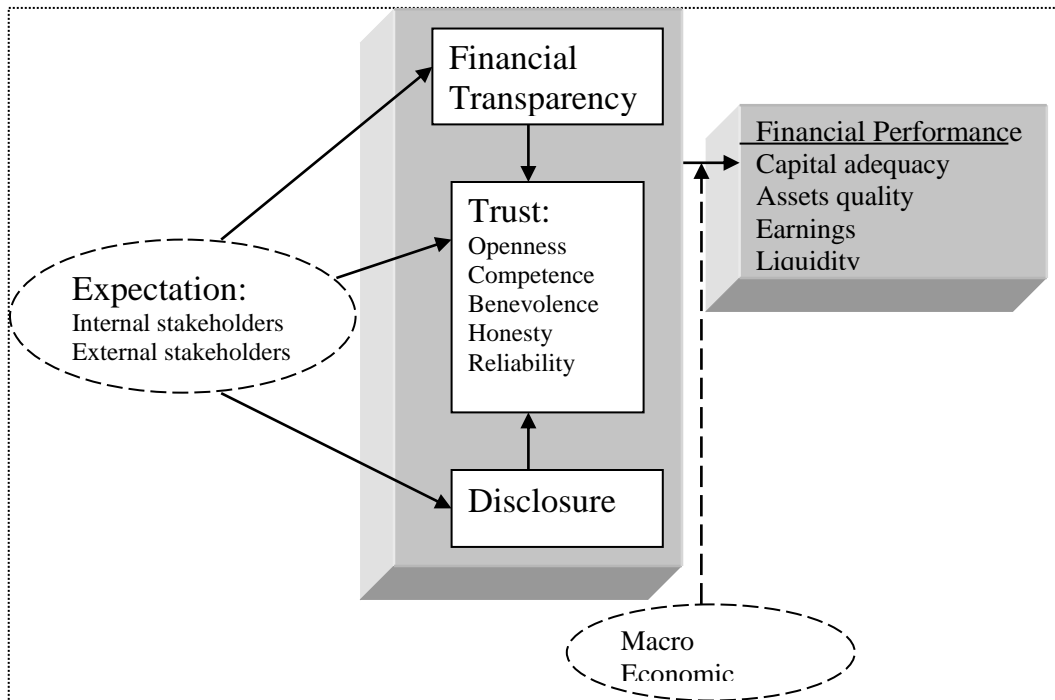 Financial
Transparency
Trust:
Openness
Competence
Benevolence
Honesty
Reliability
Disclosure
Expectation:
Internal stakeholders
External stakeholders
Financial Performance
Capital adequacy
Assets quality
Earnings
Liquidity
Macro
Economic